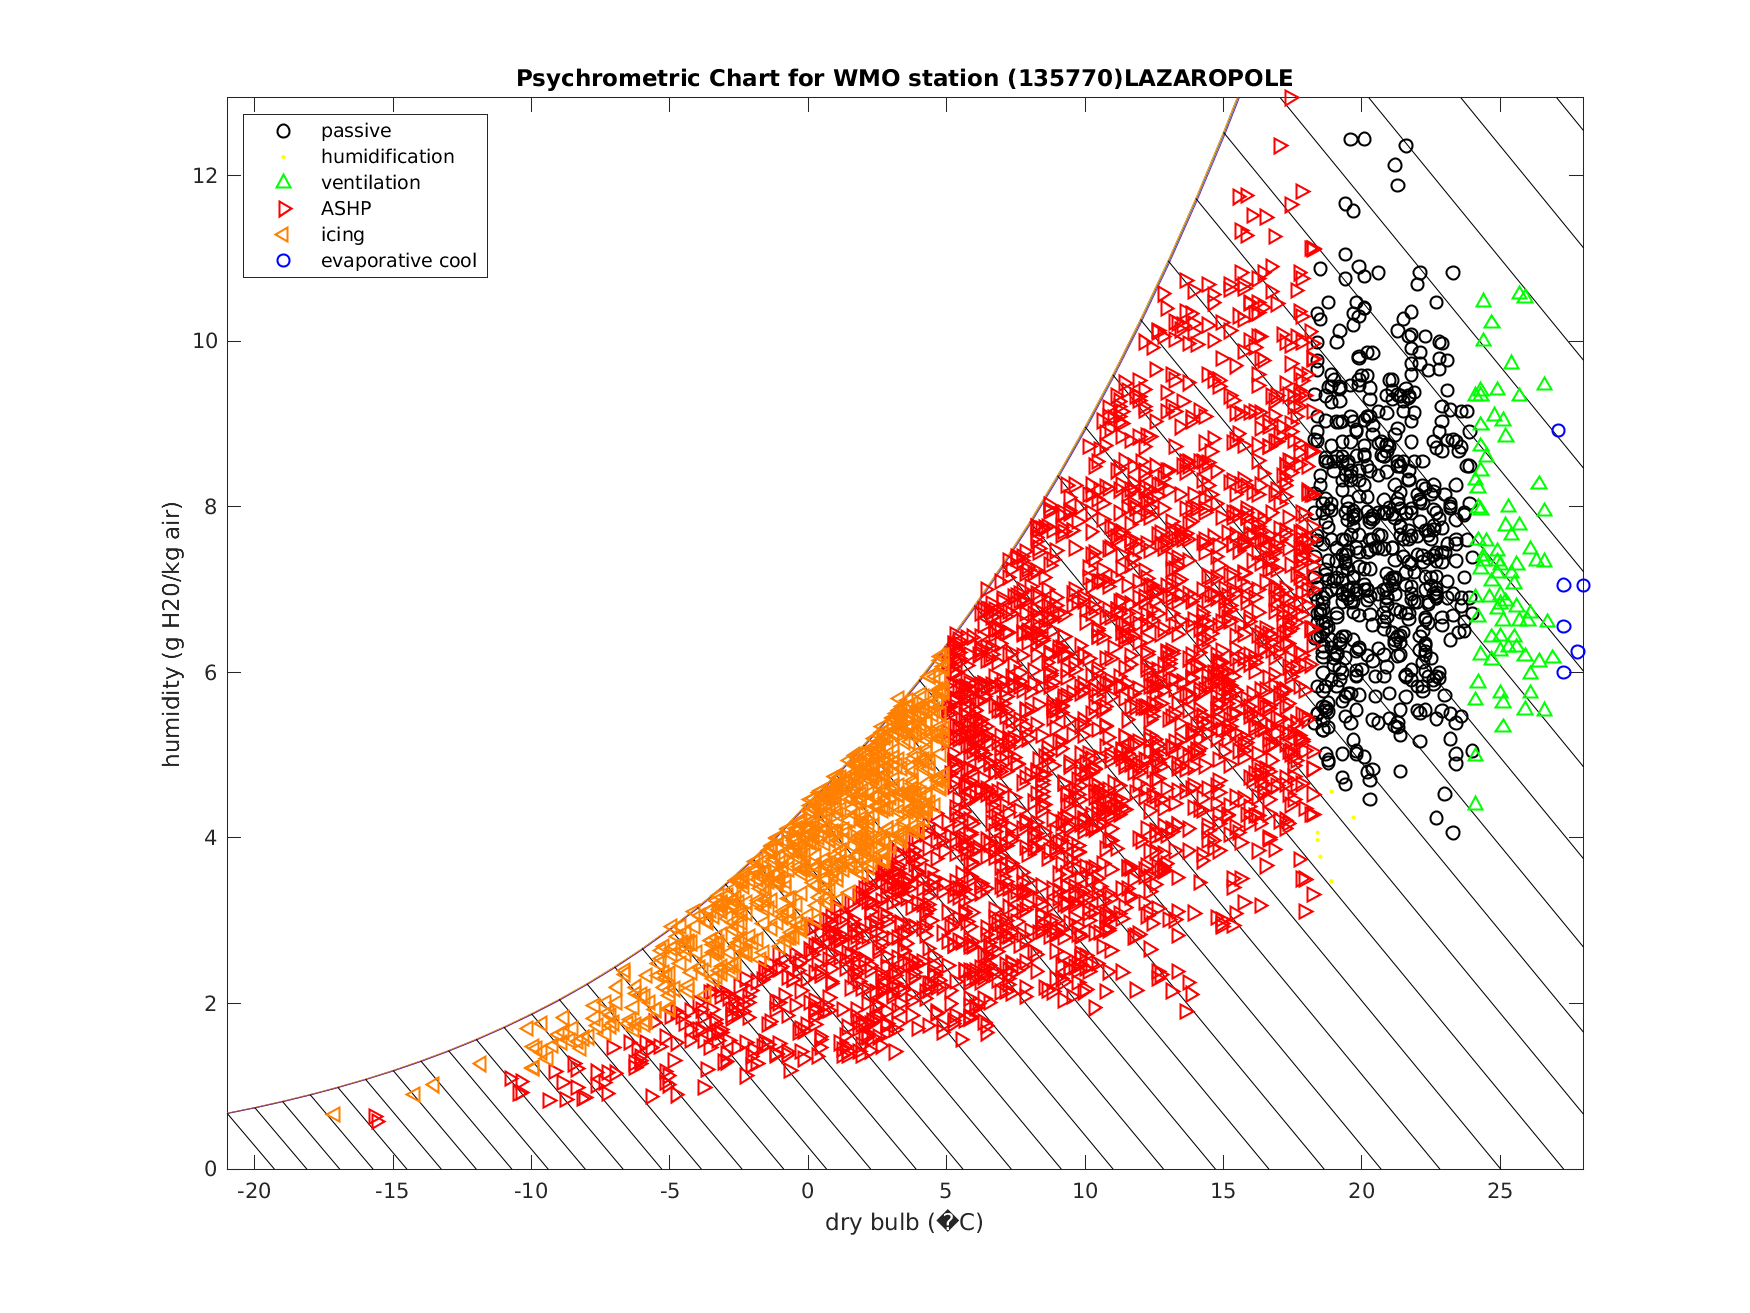 Psychrometric Chart for WMO station (135770)LAZAROPOLE
passive
humidification
ventilation
ASHP
icing
evaporative cool
humidity (g H20/kg air)
12
10
8
6
4
2
0
-20 -15 -10 -5 0 5 10 15 20 25
dry bulb (�C)